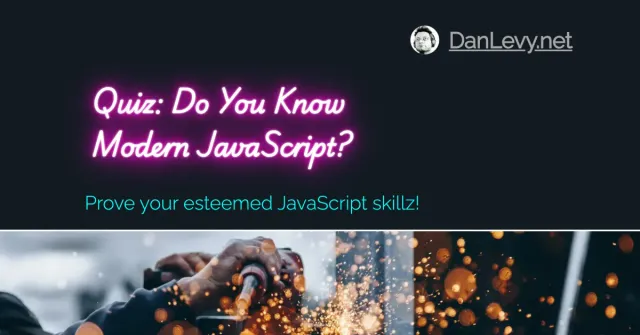 DanLevy.net
Quiz: Do You Know
Modern JavaScript?
Prove your esteemed JavaScript skillz!